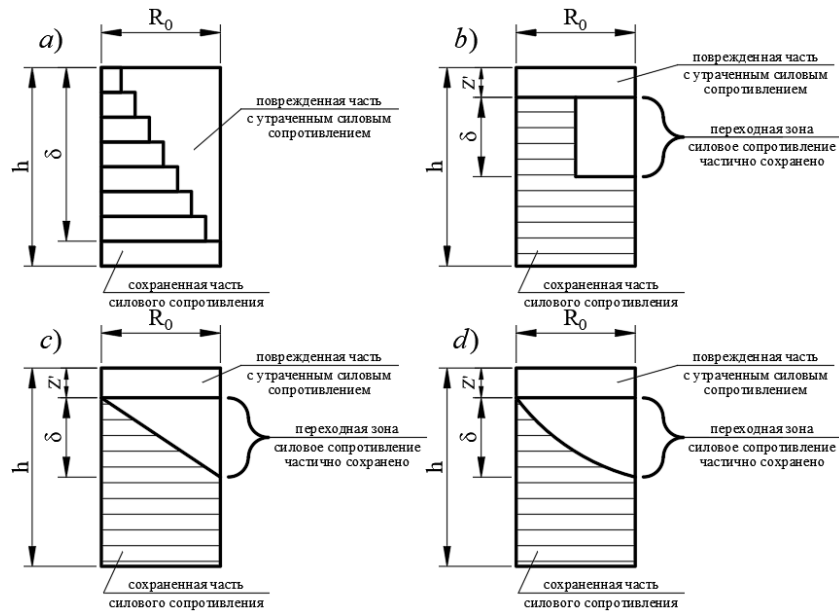 a)
R₀
h
δ
поврежденная часть
с утраченным силовым
сопротивлением
сохраненная часть
силового сопротивления
b)
R₀
Z'
h
δ
поврежденная часть
с утраченным силовым
сопротивлением
переходная зона
силовое сопротивление
частично сохранено
сохраненная часть
силового сопротивления
c)
R₀
Z'
h
δ
поврежденная часть
с утраченным силовым
сопротивлением
переходная зона
силовое сопротивление
частично сохранено
сохраненная часть
силового сопротивления
d)
R₀
Z'
h
δ
поврежденная часть
с утраченным силовым
сопротивлением
переходная зона
силовое сопротивление
частично сохранено
сохраненная часть
силового сопротивления